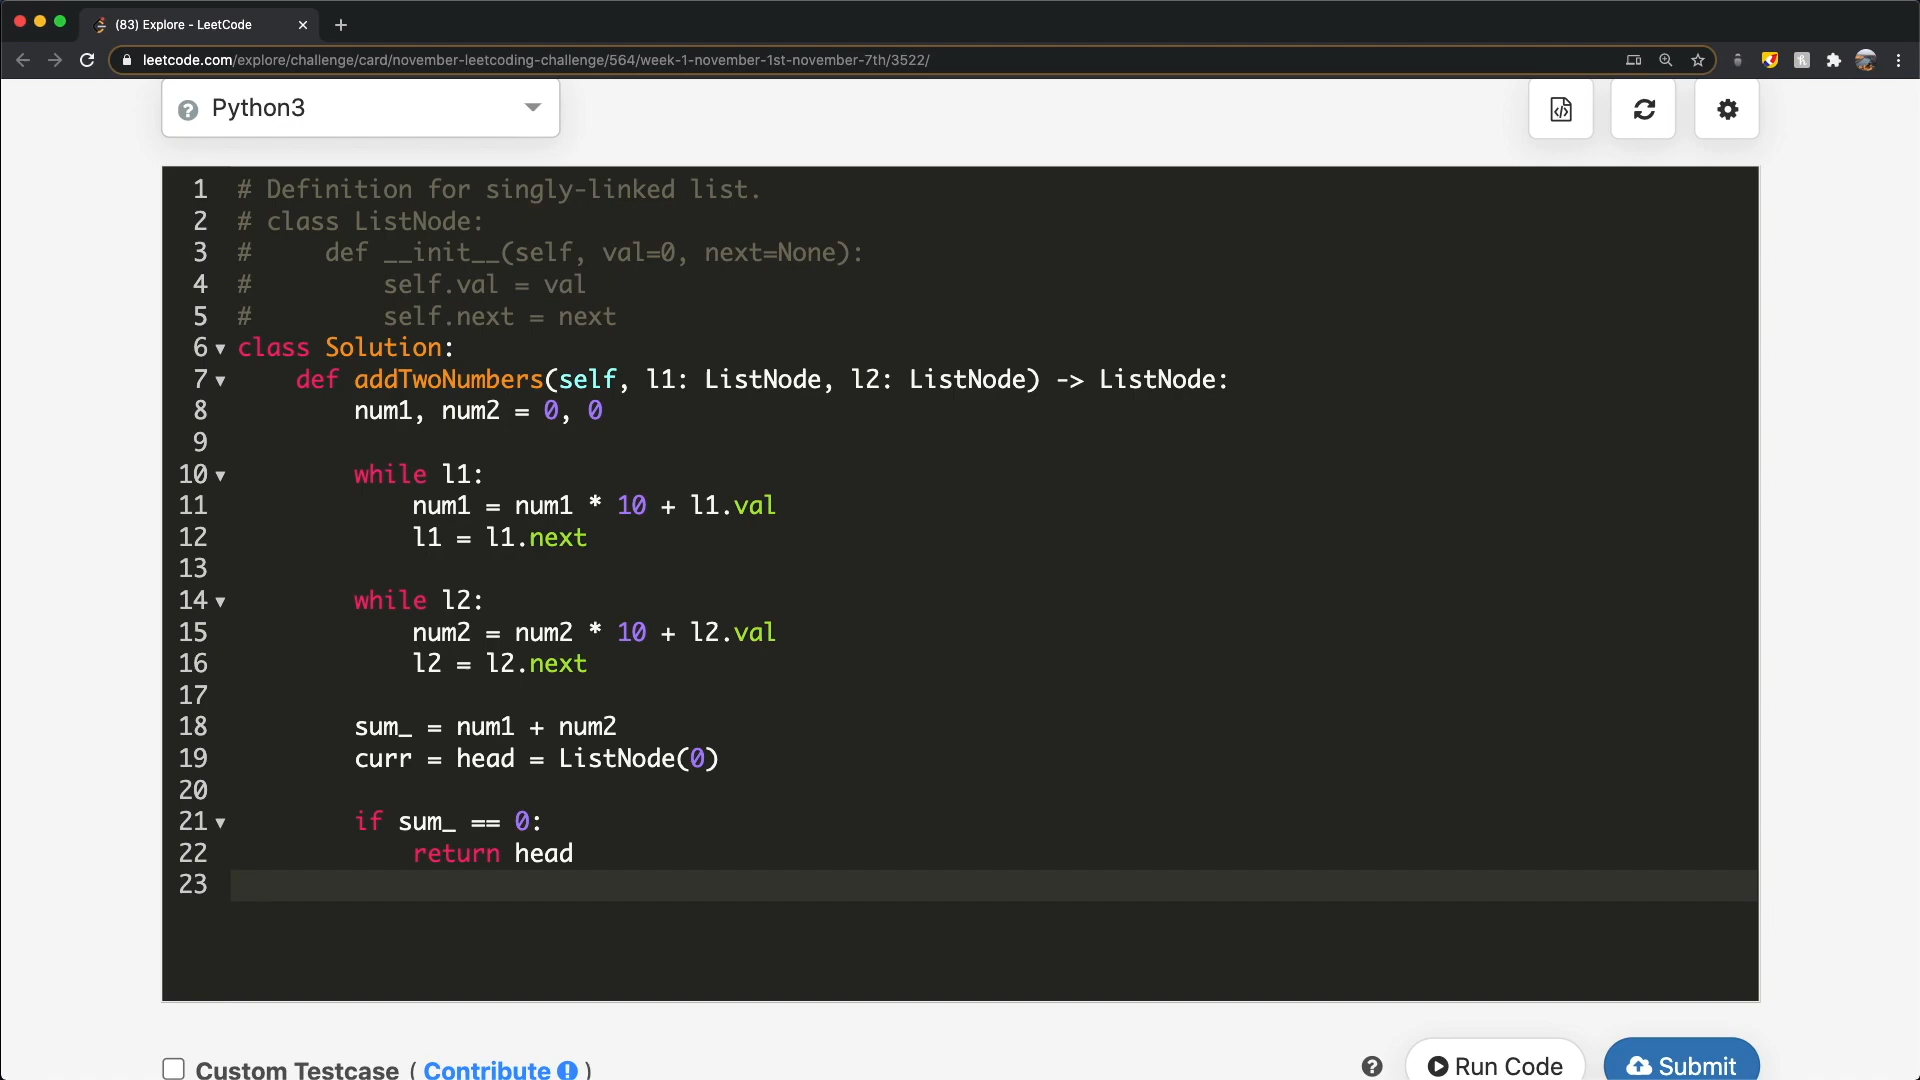 (83) Explore - LeetCode
leetcode.com/explore/challenge/card/november-leetcoding-challenge/564/week-1-november-1st-november-7th/3522/
Python3
1 # Definition for singly-linked list.
2 # class ListNode:
3 #     def __init__(self, val=0, next=None):
4 #         self.val = val
5 #         self.next = next
6 class Solution:
7     def addTwoNumbers(self, l1: ListNode, l2: ListNode) -> ListNode:
8         num1, num2 = 0, 0
9
10         while l1:
11             num1 = num1 * 10 + l1.val
12             l1 = l1.next
13
14         while l2:
15             num2 = num2 * 10 + l2.val
16             l2 = l2.next
17
18         sum_ = num1 + num2
19         curr = head = ListNode(0)
20
21         if sum_ == 0:
22             return head
23
Custom Testcase ( Contribute ! )
? Run Code Submit